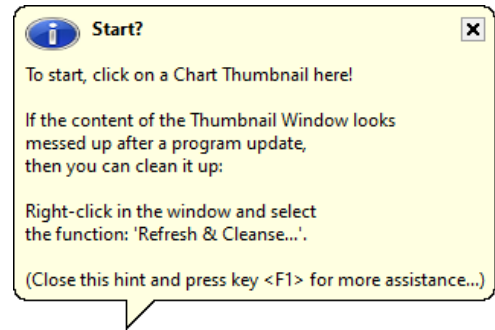 Start?
To start, click on a Chart Thumbnail here!
If the content of the Thumbnail Window looks
messed up after a program update,
then you can clean it up:
Right-click in the window and select
the function: 'Refresh & Cleanse...'.
(Close this hint and press key <F1> for more assistance...)